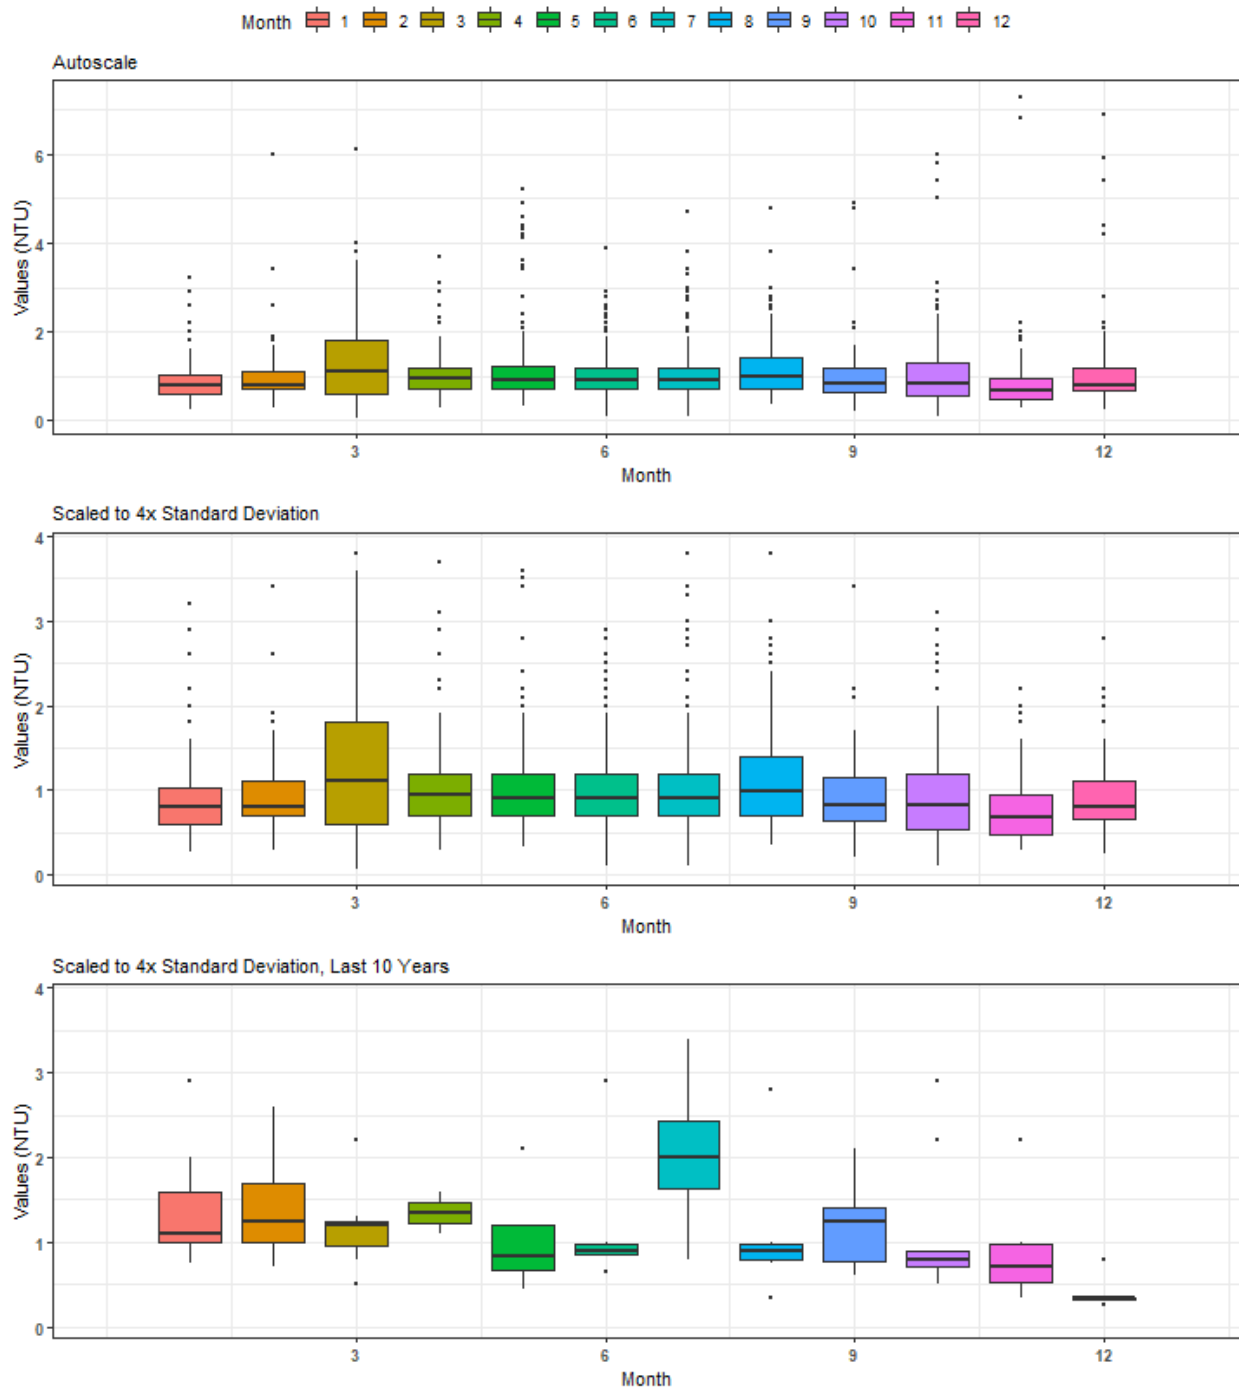 Month 1 2 3 4 5 6 7 8 9 10 11 12
Autoscale
Values (NTU)
6
4
2
0
3 6 9 12
Month
Scaled to 4x Standard Deviation
Values (NTU)
4
3
2
1
0
3 6 9 12
Month
Scaled to 4x Standard Deviation, Last 10 Years
Values (NTU)
4
3
2
1
0
3 6 9 12
Month